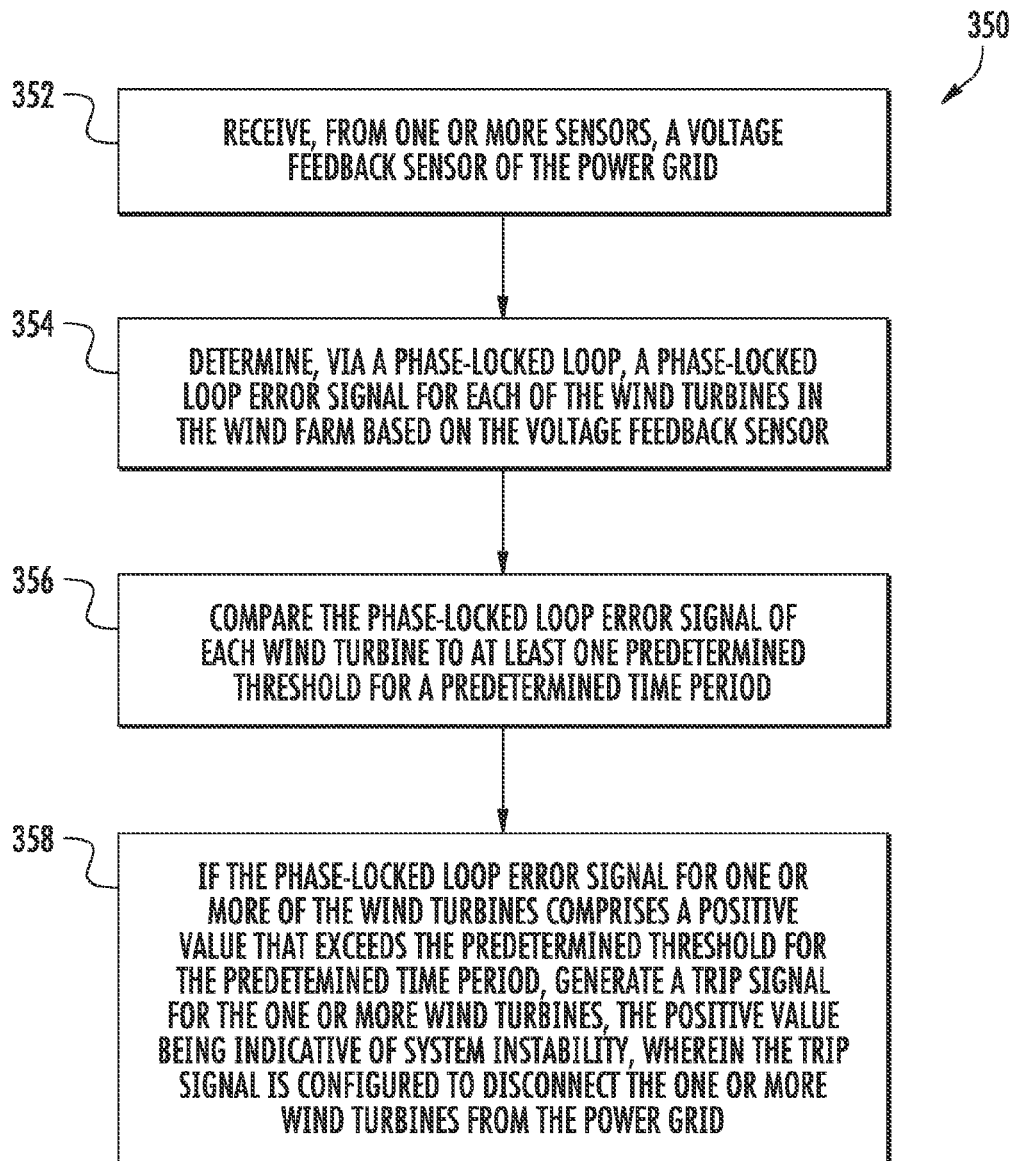 350
352
RECEIVE, FROM ONE OR MORE SENSORS, A VOLTAGE
FEEDBACK SENSOR OF THE POWER GRID
354
DETERMINE, VIA A PHASE-LOCKED LOOP, A PHASE-LOCKED
LOOP ERROR SIGNAL FOR EACH OF THE WIND TURBINES IN
THE WIND FARM BASED ON THE VOLTAGE FEEDBACK SENSOR
356
COMPARE THE PHASE-LOCKED LOOP ERROR SIGNAL OF
EACH WIND TURBINE TO AT LEAST ONE PREDETERMINED
THRESHOLD FOR A PREDETERMINED TIME PERIOD
358
IF THE PHASE-LOCKED LOOP ERROR SIGNAL FOR ONE OR
MORE OF THE WIND TURBINES COMPRISES A POSITIVE
VALUE THAT EXCEEDS THE PREDETERMINED THRESHOLD FOR
THE PREDETEMINED TIME PERIOD, GENERATE A TRIP SIGNAL
FOR THE ONE OR MORE WIND TURBINES, THE POSITIVE VALUE
BEING INDICATIVE OF SYSTEM INSTABILITY, WHEREIN THE TRIP
SIGNAL IS CONFIGURED TO DISCONNECT THE ONE OR MORE
WIND TURBINES FROM THE POWER GRID